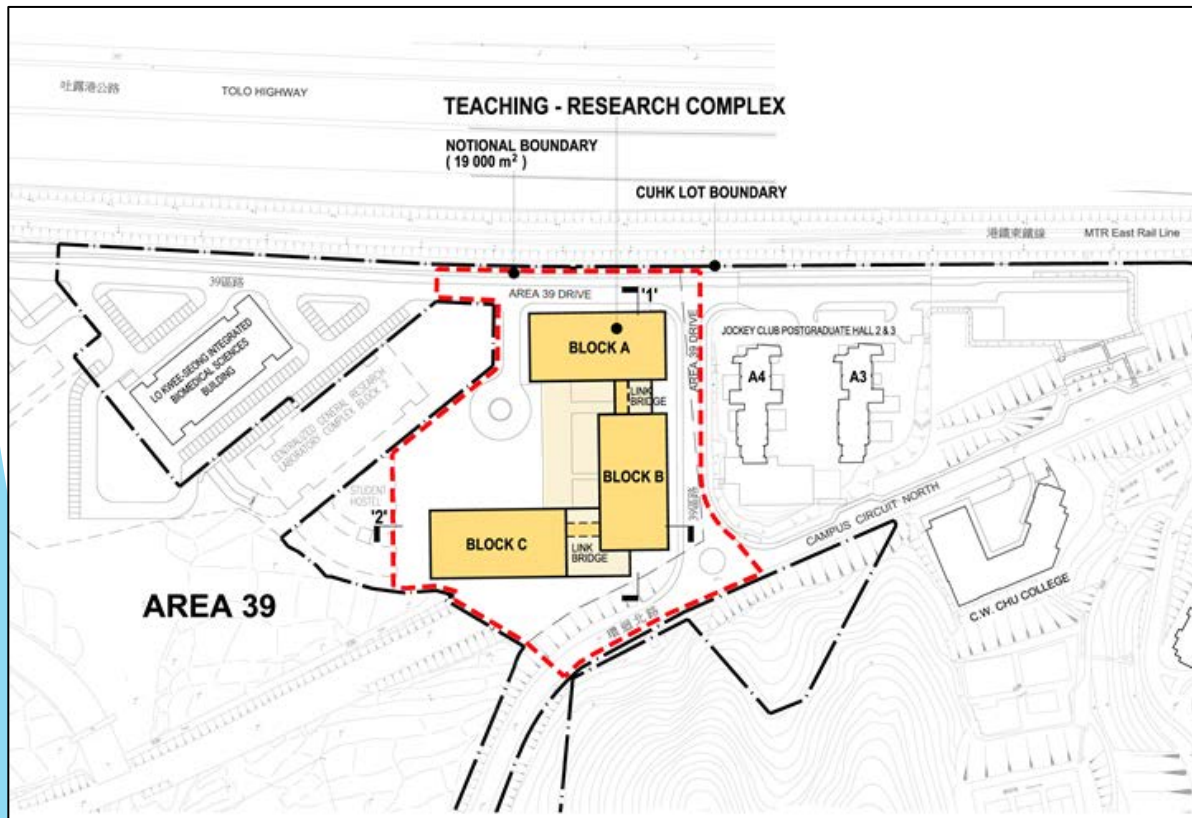 吐露港公路
TOLO HIGHWAY
TEACHING - RESEARCH COMPLEX
NOTIONAL BOUNDARY
( 19 000 m² )
CUHK LOT BOUNDARY
港鐵東鐵線
MTR East Rail Line
39區路
AREA 39 DRIVE
'1'
LO KWEE-SEONG INTEGRATED
BIOMEDICAL SCIENCES
BUILDING
BLOCK A
AREA 39 DRIVE
JOCKEY CLUB POSTGRADUATE HALL 2 & 3
A4
A3
LINK
BRIDGE
CENTRALIZED GENERAL RESEARCH
LABORATORY COMPLEX BLOCK 2
BLOCK B
STUDENT
HOSTEL
39區路
'2'
BLOCK C
LINK
BRIDGE
CAMPUS CIRCUIT NORTH
C.W. CHU COLLEGE
AREA 39